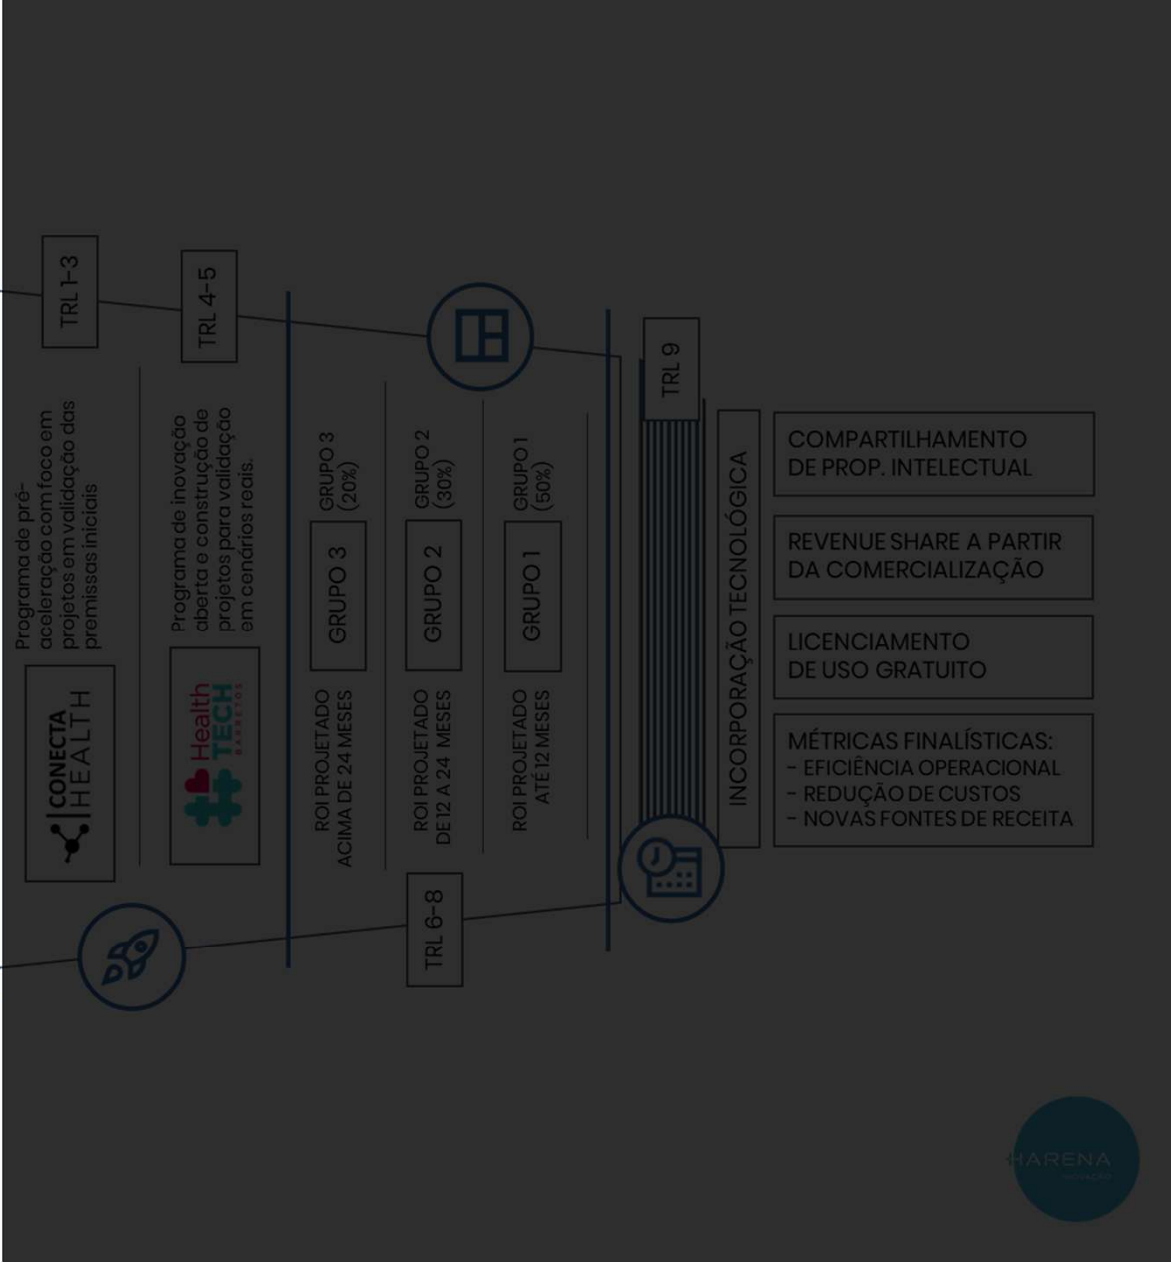 TRL 1-3
Programa de pré-
aceleração com foco em
projetos em validação das
premissas iniciais
CONECTA
HEALTH
TRL 4-5
Programa de inovação
aberta e construção de
projetos para validação
em cenários reais.
Health
TECH
BARRETOS
GRUPO 3
(20%)
GRUPO 3
ROI PROJETADO
ACIMA DE 24 MESES
GRUPO 2
(30%)
GRUPO 2
ROI PROJETADO
DE 12 A 24 MESES
TRL 6-8
GRUPO 1
(50%)
GRUPO 1
ROI PROJETADO
ATÉ 12 MESES
TRL 9
INCORPORAÇÃO TECNOLÓGICA
COMPARTILHAMENTO
DE PROP. INTELECTUAL
REVENUE SHARE A PARTIR
DA COMERCIALIZAÇÃO
LICENCIAMENTO
DE USO GRATUITO
MÉTRICAS FINALÍSTICAS:
- EFICIÊNCIA OPERACIONAL
- REDUÇÃO DE CUSTOS
- NOVAS FONTES DE RECEITA
HARENA
INOVAÇÃO